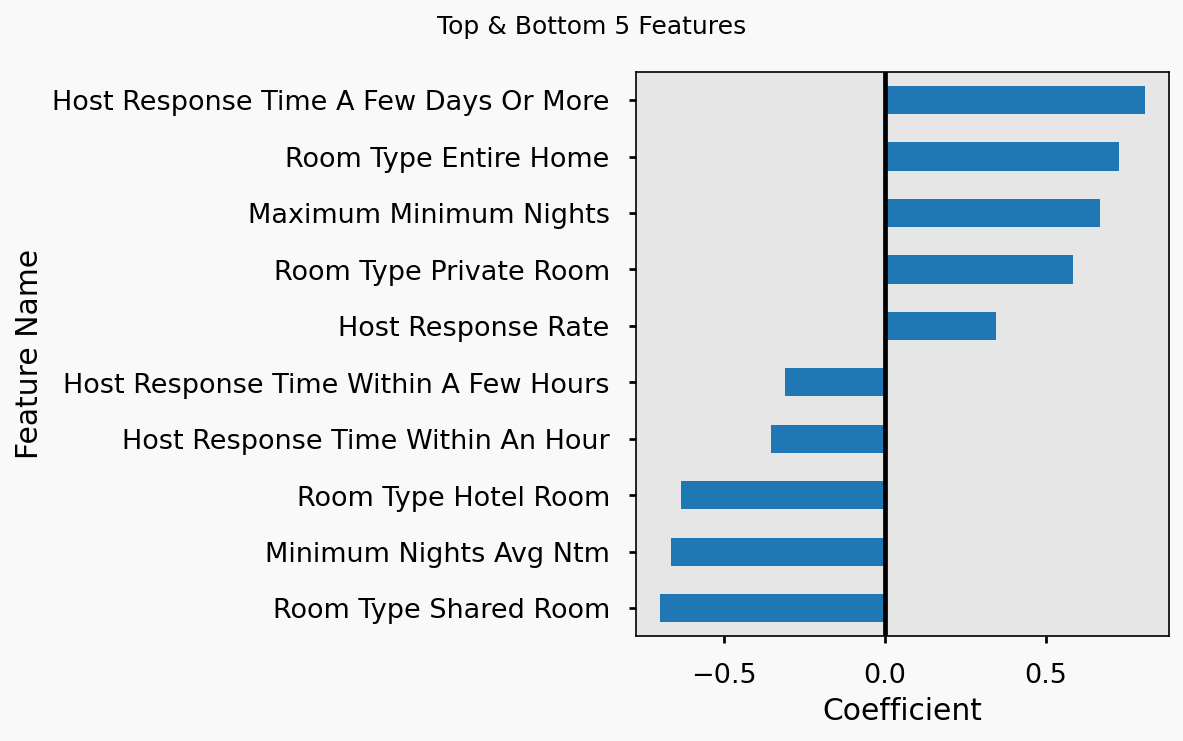 Top & Bottom 5 Features
Host Response Time A Few Days Or More
Room Type Entire Home
Maximum Minimum Nights
Room Type Private Room
Host Response Rate
Host Response Time Within A Few Hours
Host Response Time Within An Hour
Room Type Hotel Room
Minimum Nights Avg Ntm
Room Type Shared Room
Feature Name
−0.5 0.0 0.5
Coefficient